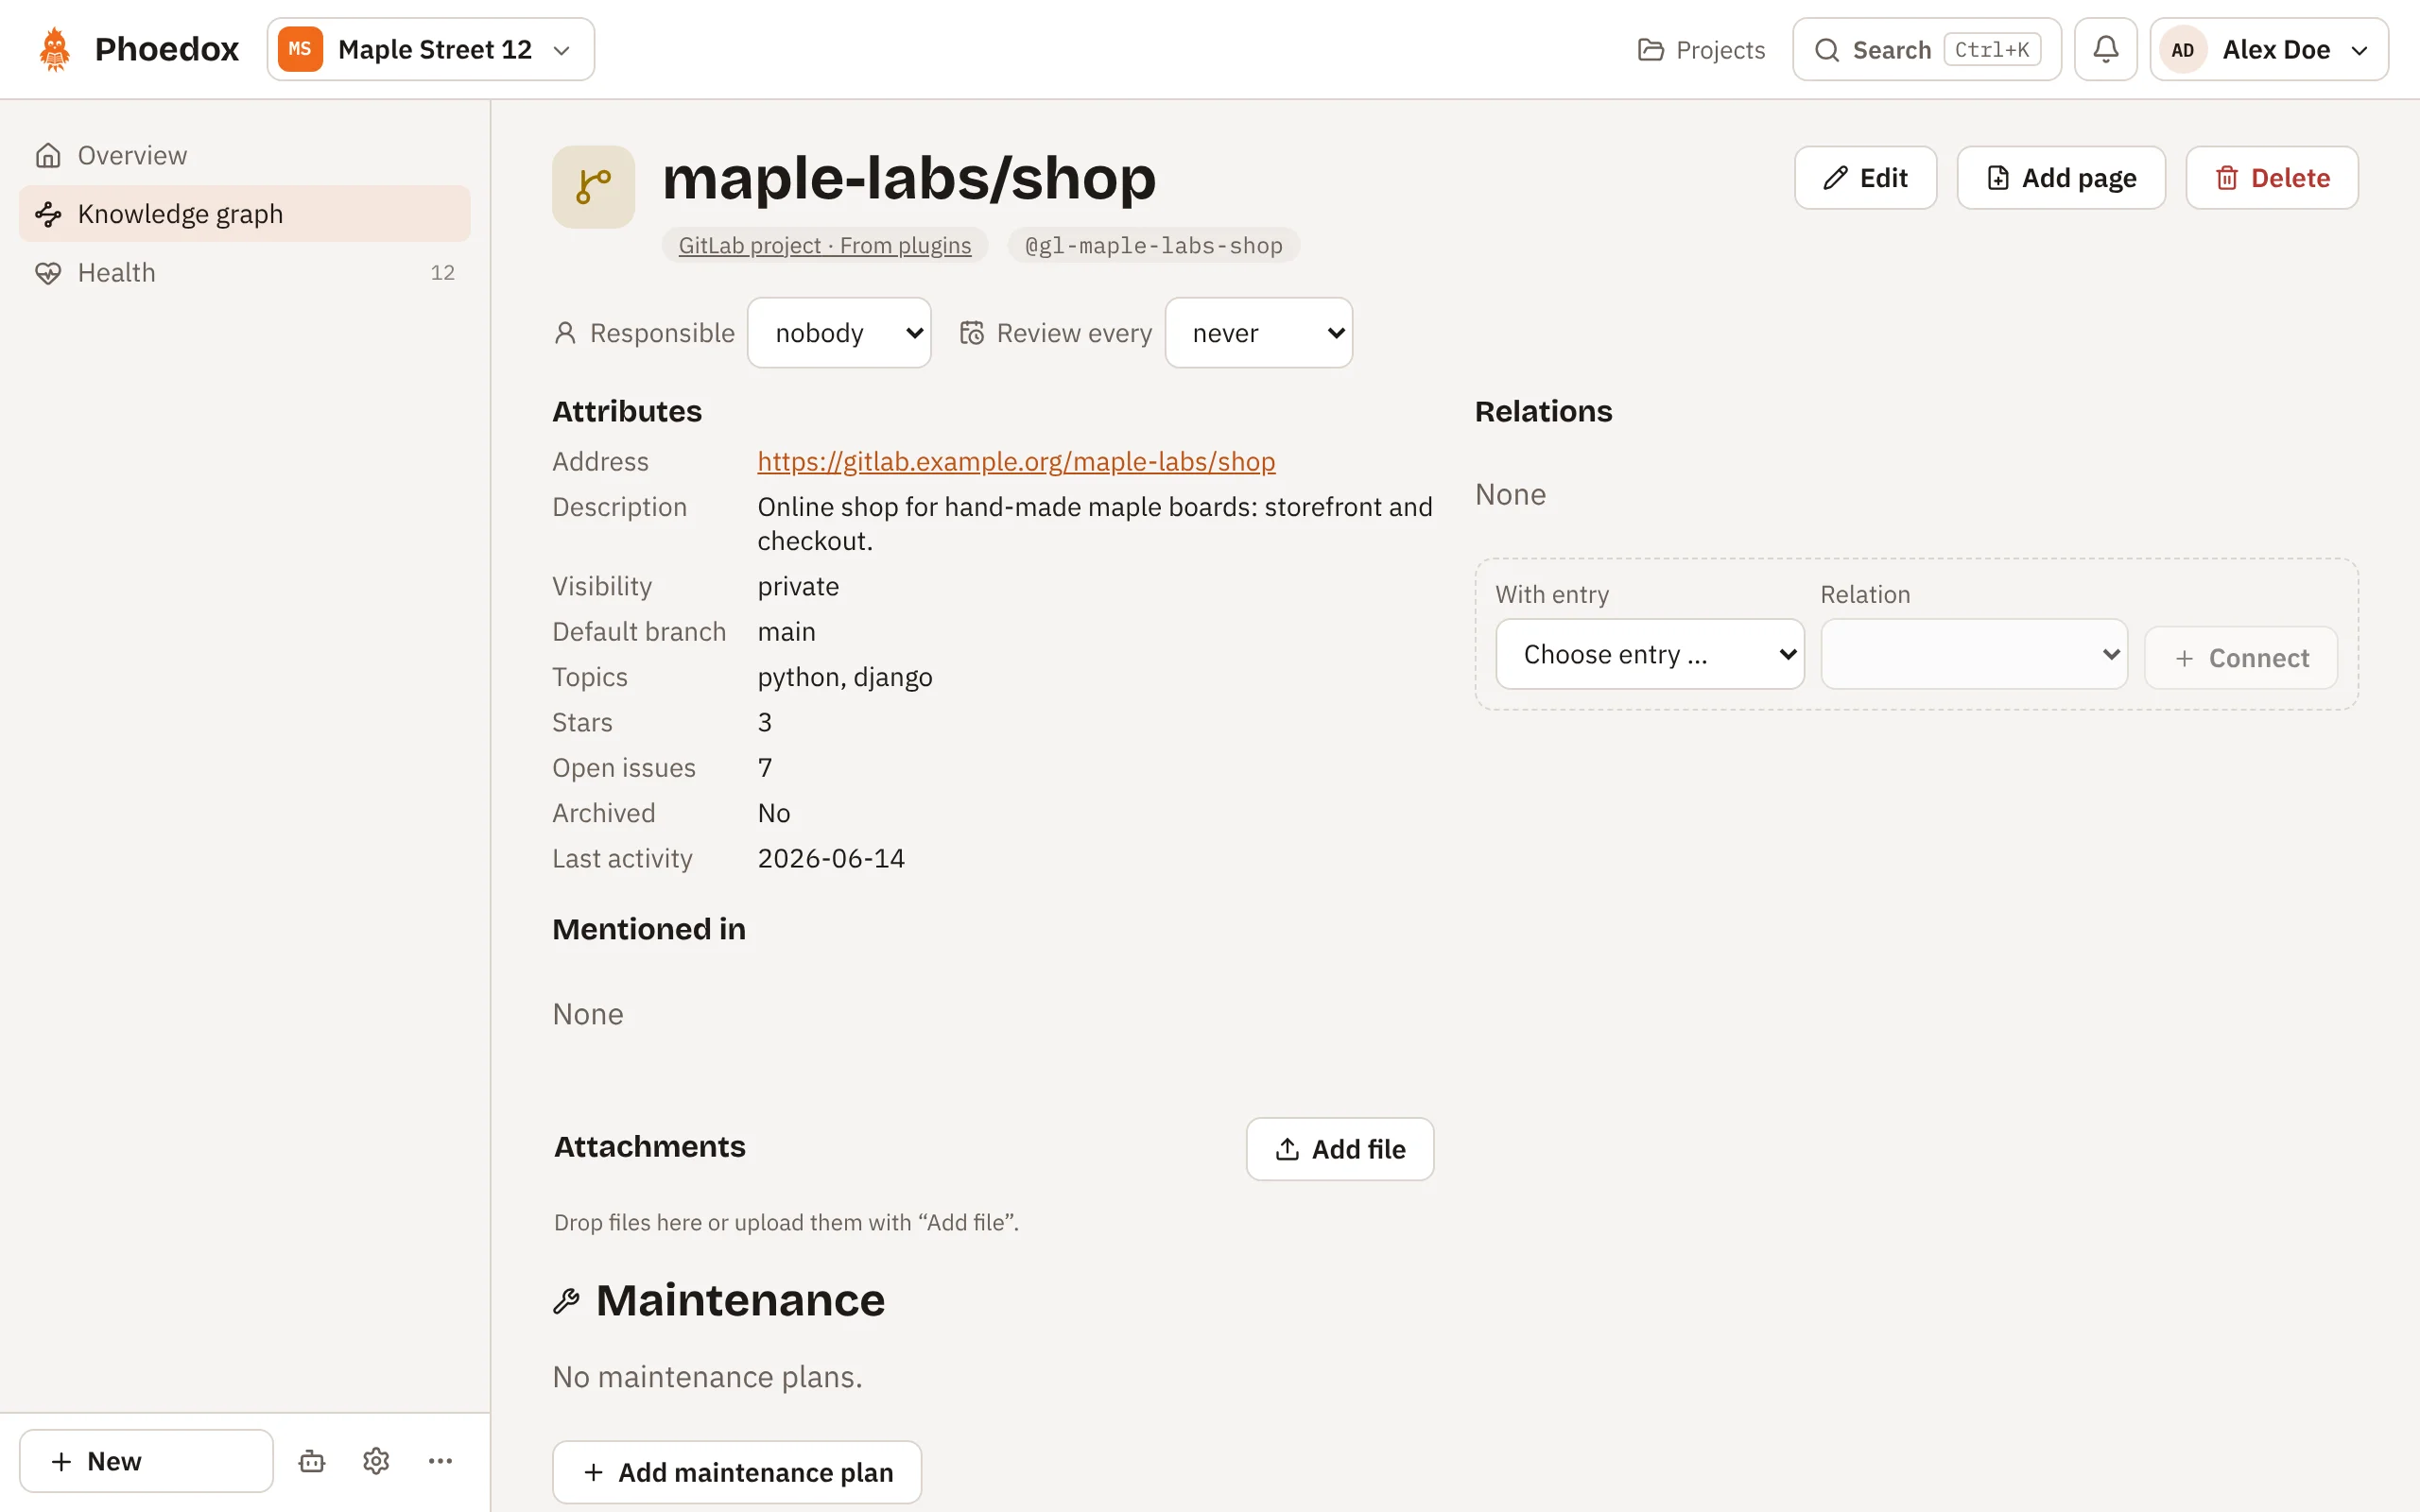 Phoedox
MS Maple Street 12
Projects
Search Ctrl+K
AD Alex Doe
Overview
Knowledge graph
Health 12
maple-labs/shop
Edit
Add page
Delete
GitLab project · From plugins @gl-maple-labs-shop
Responsible nobody Review every never
Attributes
Address https://gitlab.example.org/maple-labs/shop
Description Online shop for hand-made maple boards: storefront and
checkout.
Visibility private
Default branch main
Topics python, django
Stars 3
Open issues 7
Archived No
Last activity 2026-06-14
Relations
None
With entry Relation
Choose entry ... + Connect
Mentioned in
None
Attachments Add file
Drop files here or upload them with “Add file”.
Maintenance
No maintenance plans.
+ Add maintenance plan
+ New